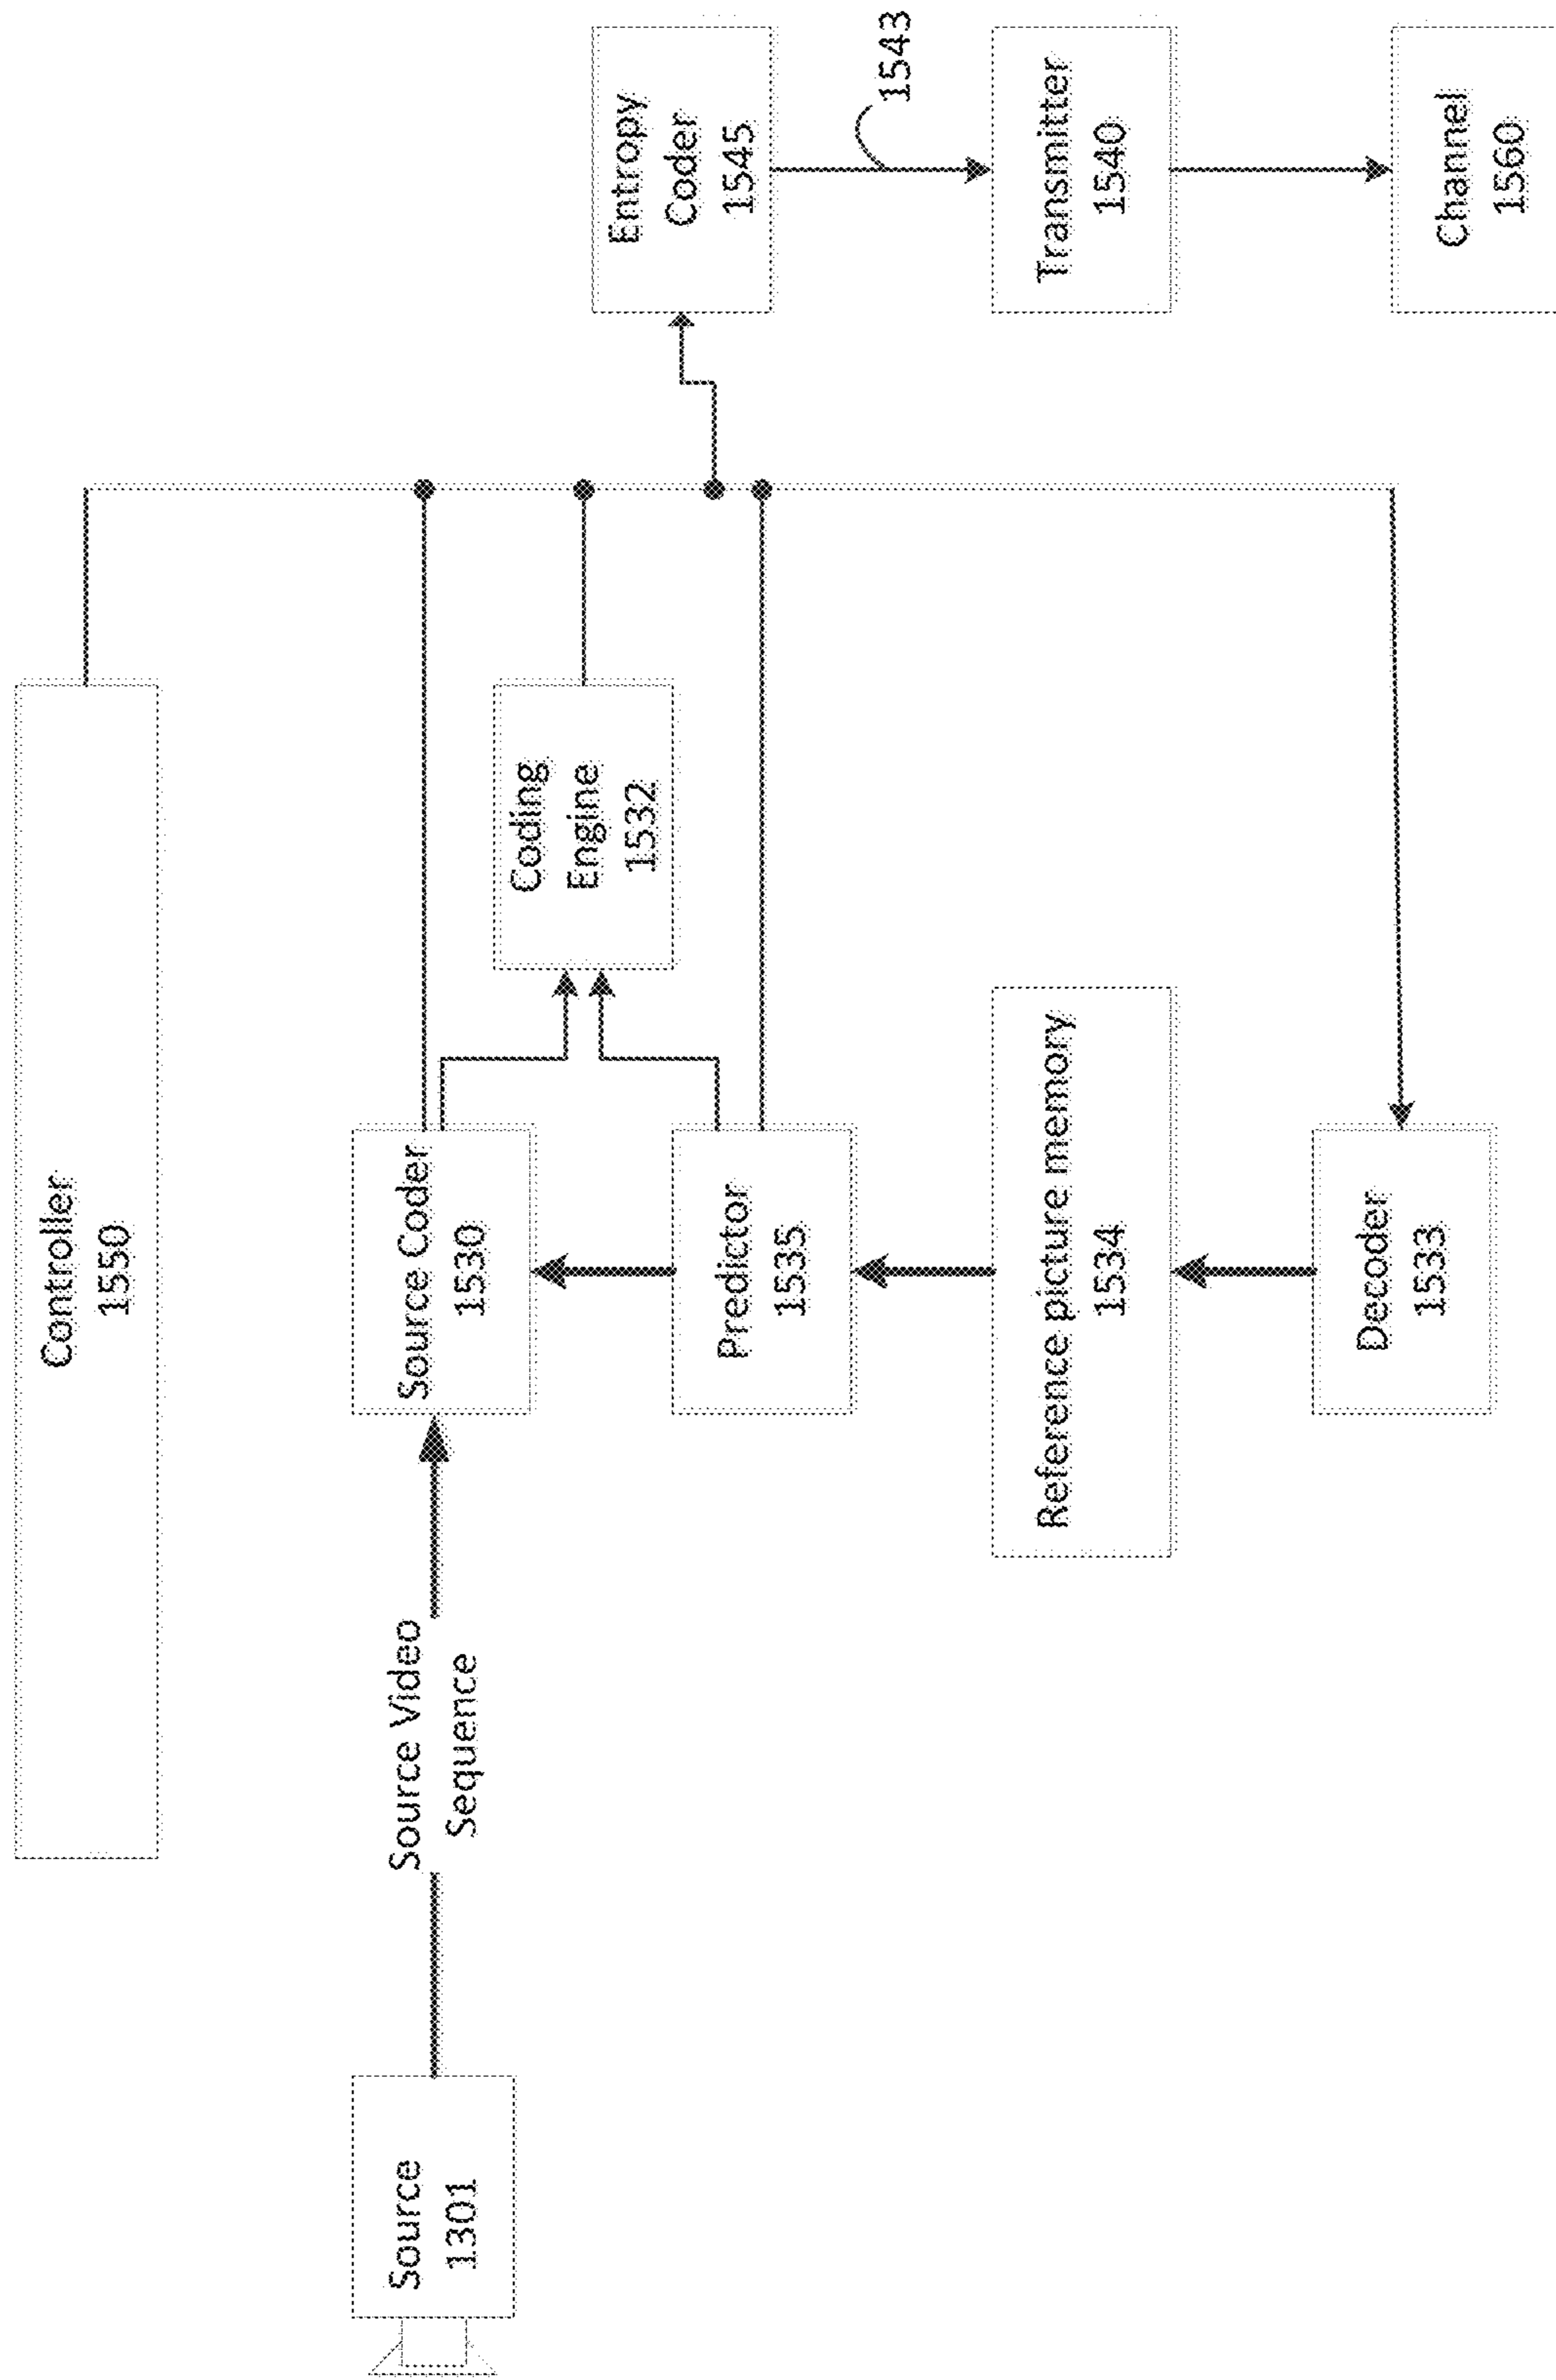 Controller
1550
Source
1301
Source Video
Sequence
Source Coder
1530
Coding
Engine
1532
Predictor
1535
Reference picture memory
1534
Decoder
1533
Entropy
Coder
1545
1543
Transmitter
1540
Channel
1560